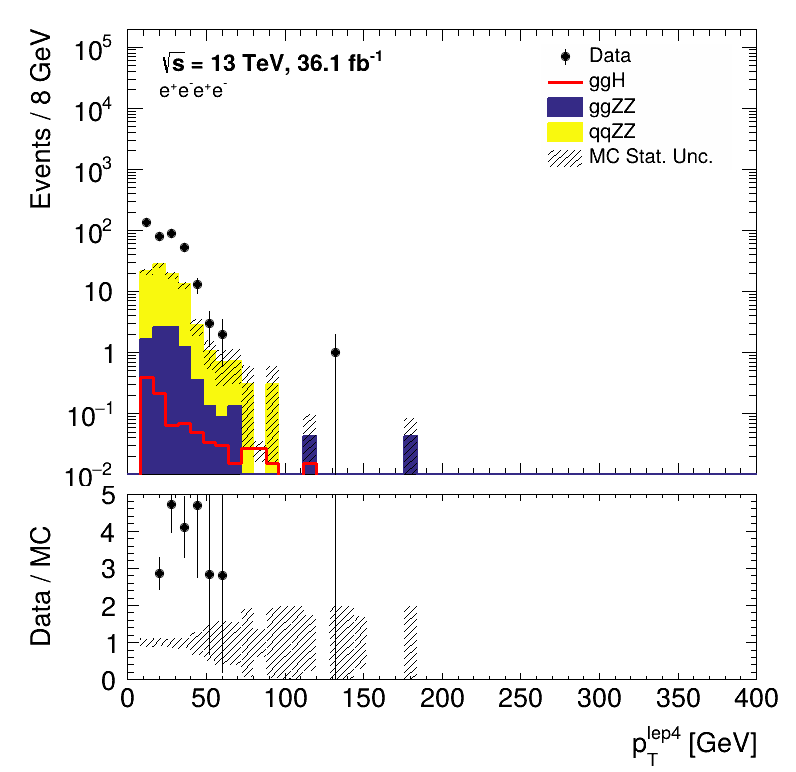 Events / 8 GeV
10⁵
10⁴
10³
10²
10
1
10⁻¹
10⁻²
√s = 13 TeV, 36.1 fb⁻¹
e⁺e⁻e⁺e⁻
Data
ggH
ggZZ
qqZZ
MC Stat. Unc.
Data / MC
5
4
3
2
1
0
0 50 100 150 200 250 300 350 400
p_T^lep4 [GeV]